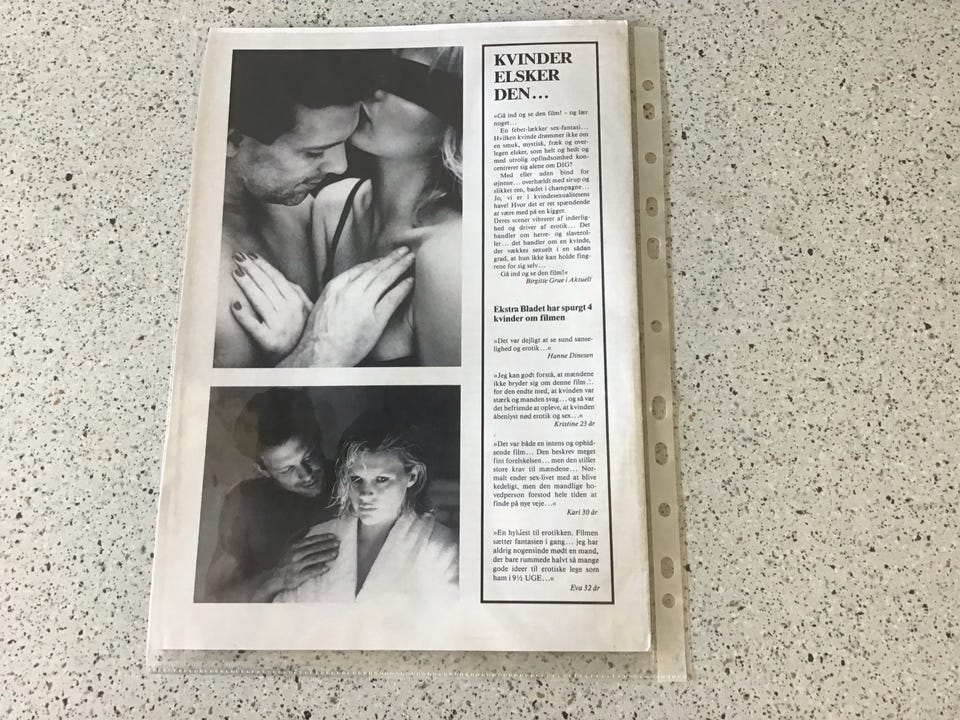 KVINDER
ELSKER
DEN...
»Gå ind og se den film! - og lær
noget...
En feber-lækker sex-fantasi...
Hvilken kvinde drømmer ikke om
en smuk, mystisk, fræk og over-
legen elsker, som helt og hedt og
med utrolig opfindsomhed kon-
centrerer sig alene om DIG?
Med eller uden bind for
øjnene... overhældt med sirup og
slikket ren, badet i champagne...
Jo, vi er i kvindesexualitetens
have! Hvor det er ret spændende
at være med på en kigger.
Deres scener vibrerer af inderlig-
hed og driver af erotik... Det
handler om herre- og slaverol-
ler... det handler om en kvinde,
der vækkes sexuelt i en sådan
grad, at hun ikke kan holde fing-
rene for sig selv...
Gå ind og se den film!«
Birgitte Grue i Aktuelt
Ekstra Bladet har spurgt 4
kvinder om filmen
»Det var dejligt at se sund sanse-
lighed og erotik...«
Hanne Dinesen
»Jeg kan godt forstå, at mændene
ikke bryder sig om denne film...
for den endte med, at kvinden var
stærk og manden svag... og så var
det befriende at opleve, at kvinden
åbenlyst nød erotik og sex...«
Kristine 23 år
»Det var både en intens og ophid-
sende film... Den beskrev meget
fint forelskelsen... men den stiller
store krav til mændene... Nor-
malt ender sex-livet med at blive
kedeligt, men den mandlige ho-
vedperson forstod hele tiden at
finde på nye veje...«
Kari 30 år
»En hyldest til erotikken. Filmen
sætter fantasien i gang... jeg har
aldrig nogensinde mødt en mand,
der bare rummede halvt så mange
gode ideer til erotiske lege som
ham i 9½ UGE...«
Eva 32 år